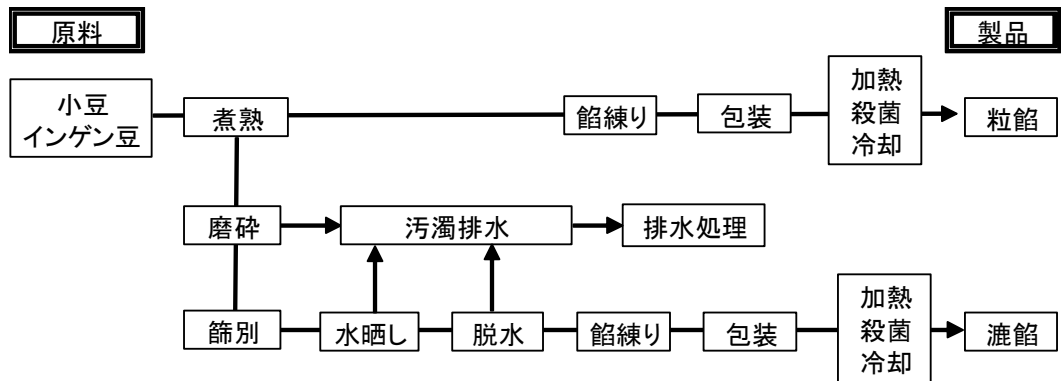 原料
製品
小豆
インゲン豆
煮熟
餡練り
包装
加熱
殺菌
冷却
粒餡
磨砕
汚濁排水
排水処理
篩別
水晒し
脱水
餡練り
包装
加熱
殺菌
冷却
漉餡